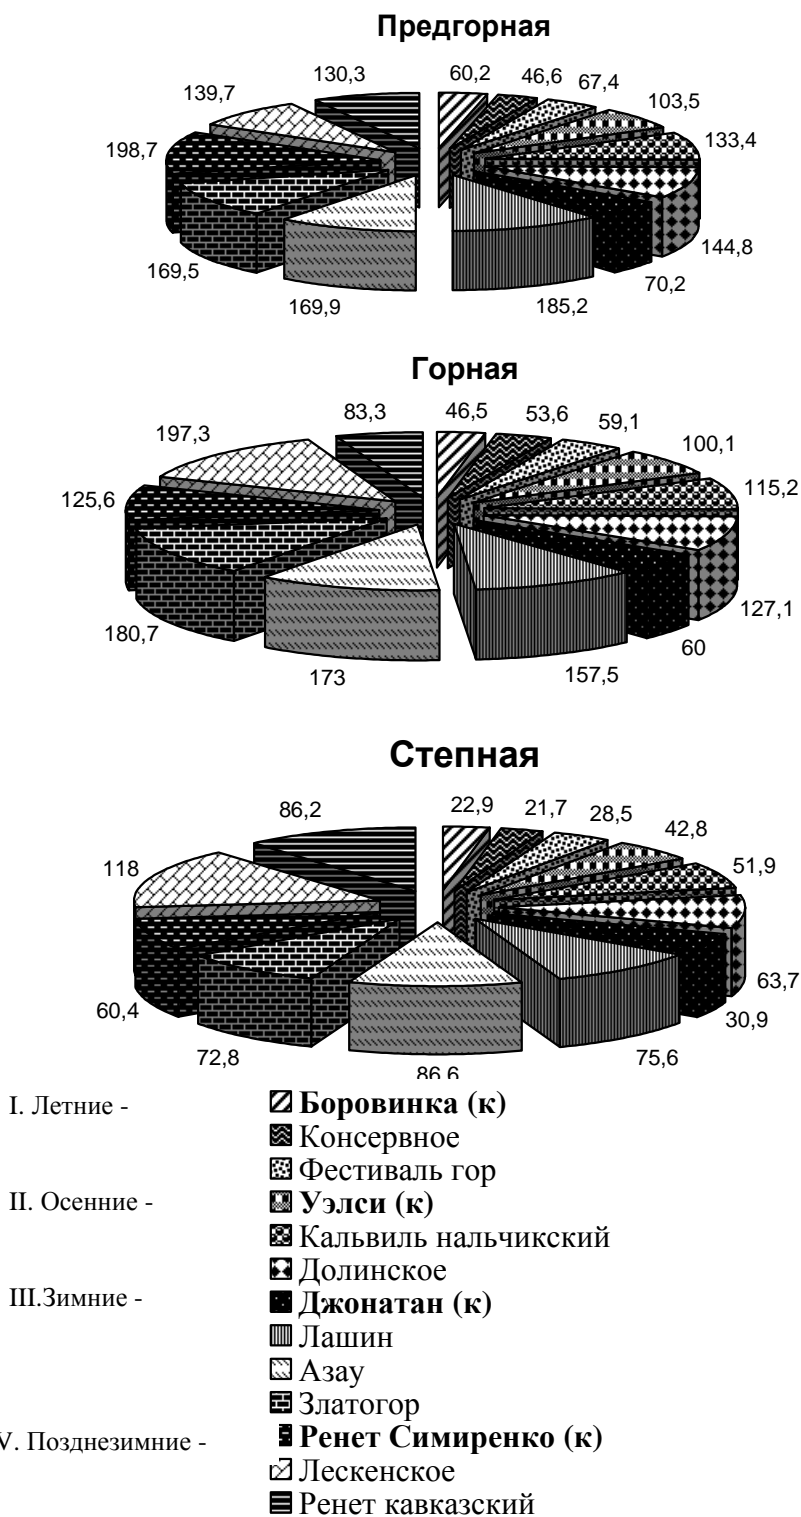 Предгорная
60,2
46,6
67,4
103,5
133,4
144,8
70,2
185,2
169,9
169,5
198,7
139,7
130,3
Горная
46,5
53,6
59,1
100,1
115,2
127,1
60
157,5
173
180,7
125,6
197,3
83,3
Степная
22,9
21,7
28,5
42,8
51,9
63,7
30,9
75,6
86,6
72,8
60,4
118
86,2
I. Летние - Боровинка (к)
Консервное
Фестиваль гор
II. Осенние - Уэлси (к)
Кальвиль нальчикский
Долинское
III.Зимние - Джонатан (к)
Лашин
Азау
Златогор
V. Позднезимние - Ренет Симиренко (к)
Лескенское
Ренет кавказский